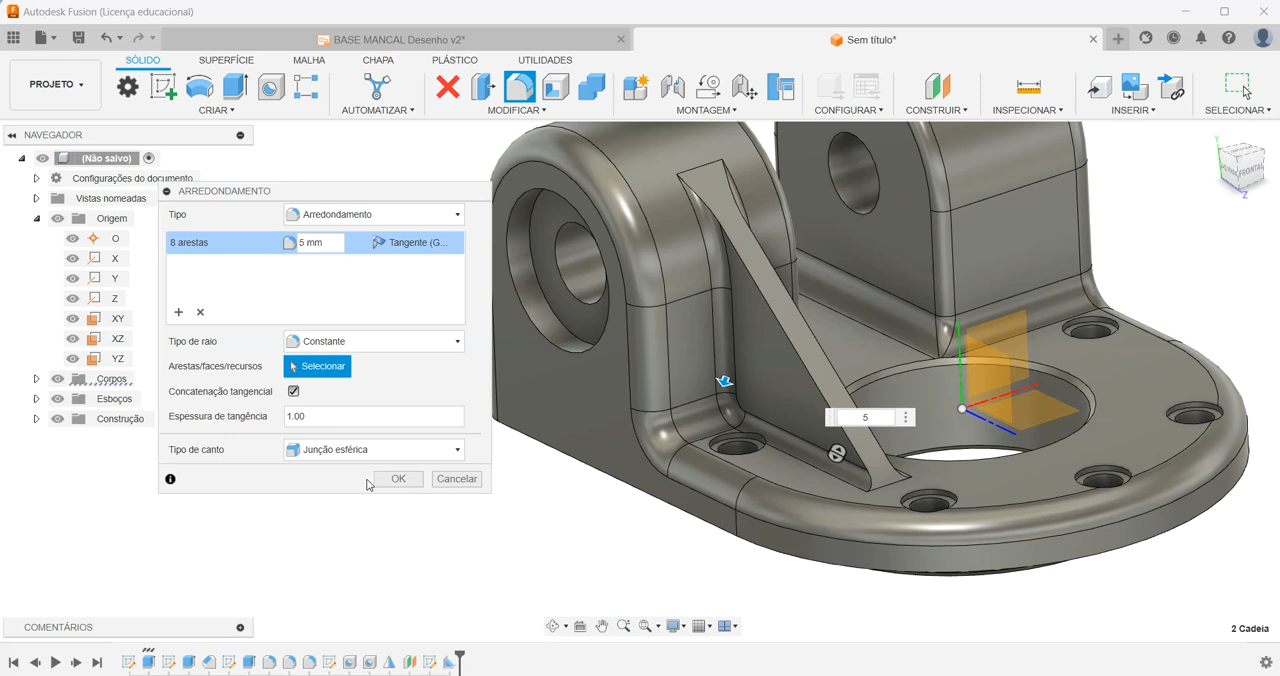 Autodesk Fusion (Licença educacional)
BASE MANCAL Desenho v2*
Sem título*
SÓLIDO SUPERFÍCIE MALHA CHAPA PLÁSTICO UTILIDADES
PROJETO
CRIAR AUTOMATIZAR MODIFICAR MONTAGEM CONFIGURAR CONSTRUIR INSPECIONAR INSERIR SELECIONAR
NAVEGADOR
(Não salvo)
Configurações do documento
Vistas nomeadas
Origem
O
X
Y
Z
XY
XZ
YZ
Corpos
Esboços
Construção
ARREDONDAMENTO
Tipo Arredondamento
8 arestas 5 mm Tangente (G...
Tipo de raio Constante
Arestas/faces/recursos Selecionar
Concatenação tangencial
Espessura de tangência 1.00
Tipo de canto Junção esférica
OK Cancelar
5
Y
FRONTAL
Z
COMENTÁRIOS
2 Cadeia